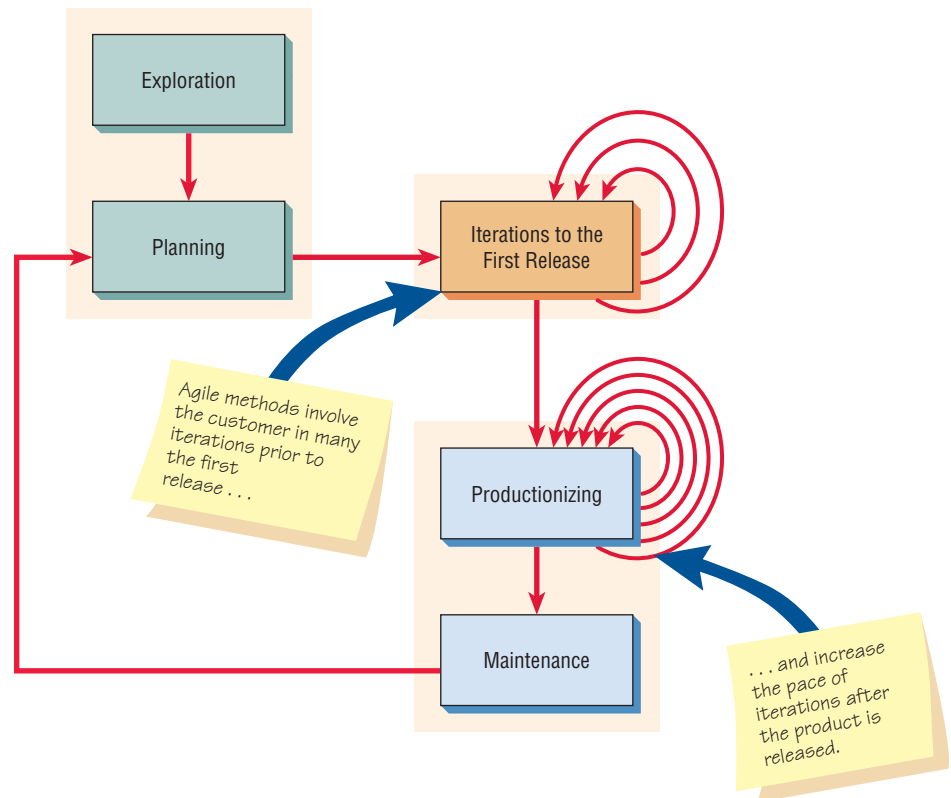 Exploration
Planning
Iterations to the
First Release
Agile methods involve
the customer in many
iterations prior to
the first
release . . .
Productionizing
Maintenance
. . . and increase
the pace of
iterations after
the product is
released.